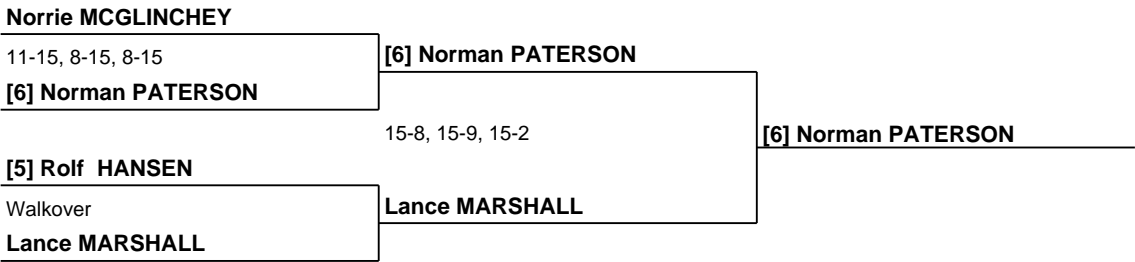 Norrie MCGLINCHEY
11-15, 8-15, 8-15
[6] Norman PATERSON
[6] Norman PATERSON
15-8, 15-9, 15-2
[6] Norman PATERSON
[5] Rolf HANSEN
Walkover
Lance MARSHALL
Lance MARSHALL